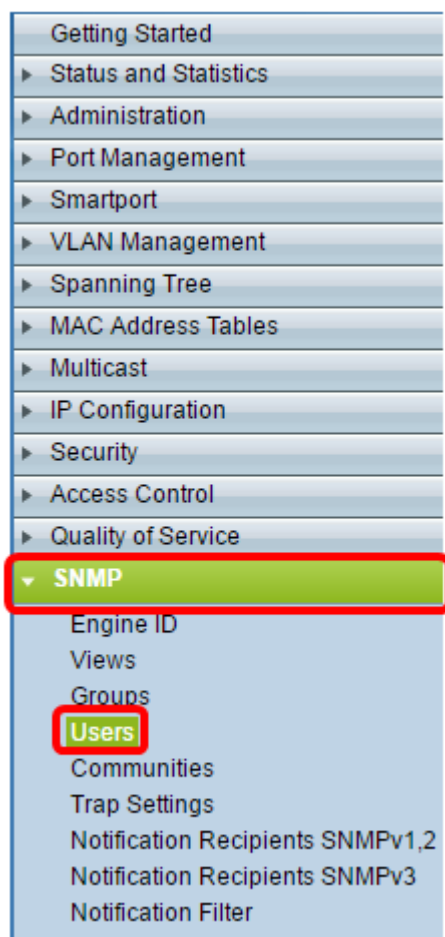 Getting Started
Status and Statistics
Administration
Port Management
Smartport
VLAN Management
Spanning Tree
MAC Address Tables
Multicast
IP Configuration
Security
Access Control
Quality of Service
SNMP
Engine ID
Views
Groups
Users
Communities
Trap Settings
Notification Recipients SNMPv1,2
Notification Recipients SNMPv3
Notification Filter